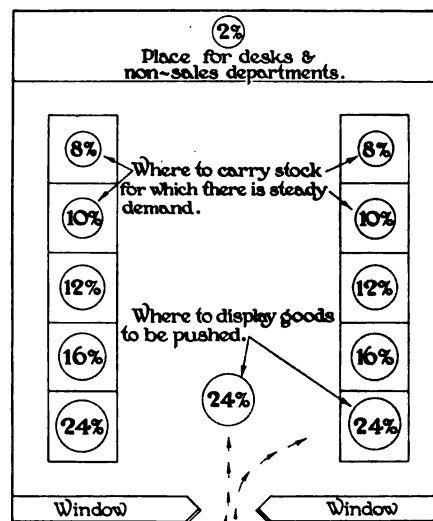 2%
Place for desks &
non~sales departments.
8%
8%
Where to carry stock
for which there is steady
demand.
10%
10%
12%
12%
Where to display goods
to be pushed.
16%
16%
24%
24%
24%
Window
Window